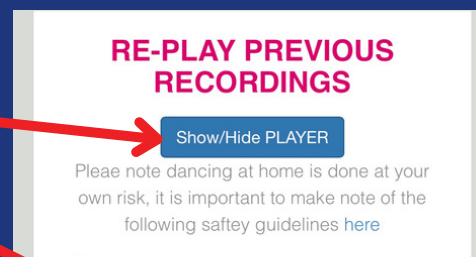 RE-PLAY PREVIOUS
RECORDINGS
Show/Hide PLAYER
Pleae note dancing at home is done at your
own risk, it is important to make note of the
following saftey guidelines here